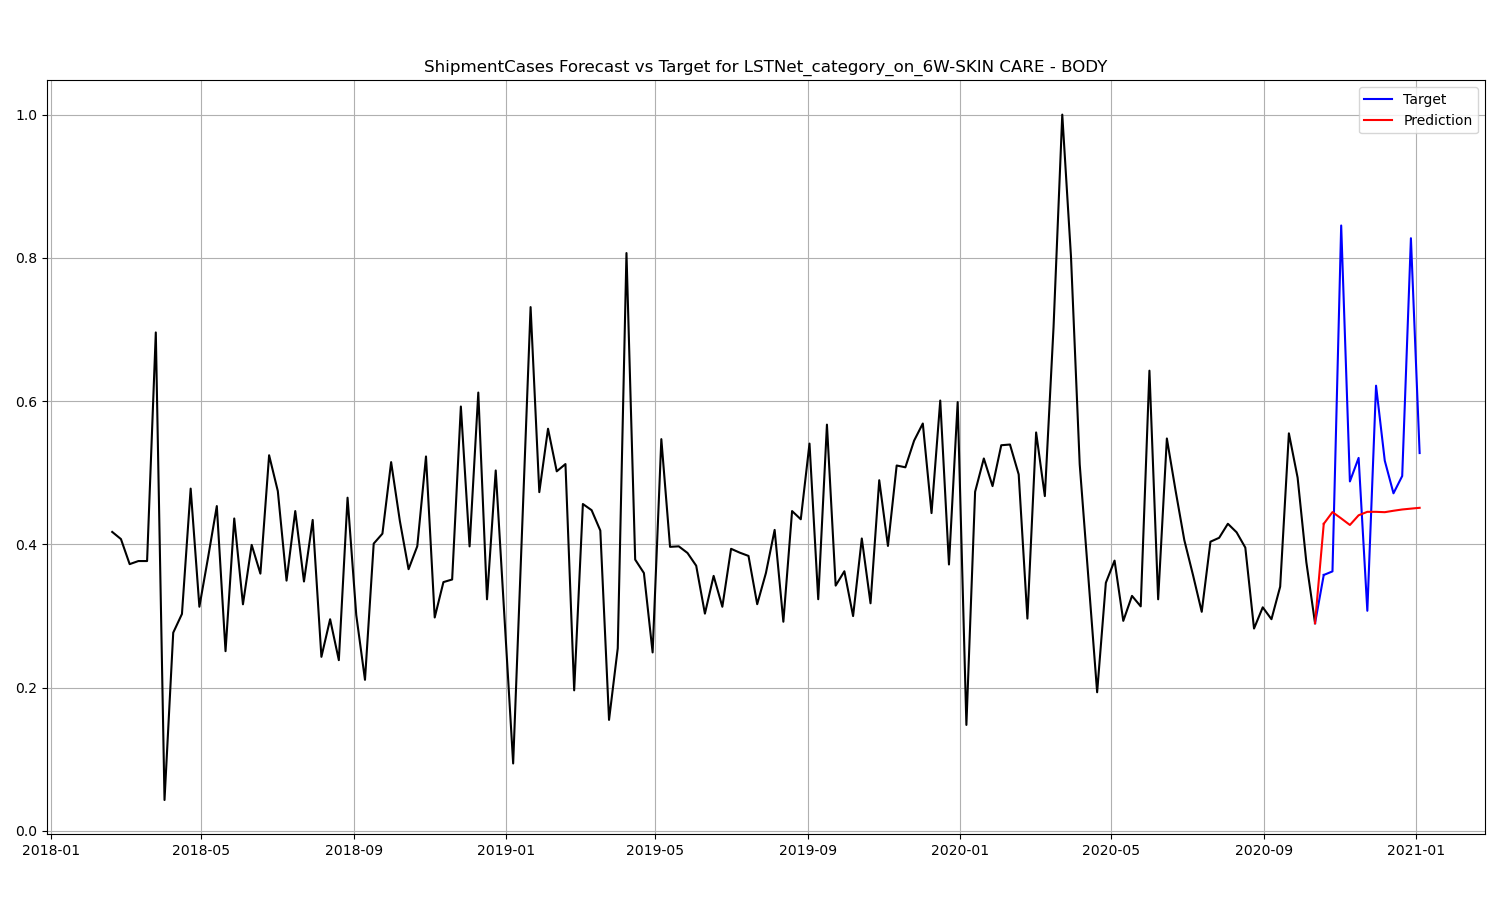 ShipmentCases Forecast vs Target for LSTNet_category_on_6W-SKIN CARE - BODY
Target
Prediction
1.0
0.8
0.6
0.4
0.2
0.0
2018-01 2018-05 2018-09 2019-01 2019-05 2019-09 2020-01 2020-05 2020-09 2021-01